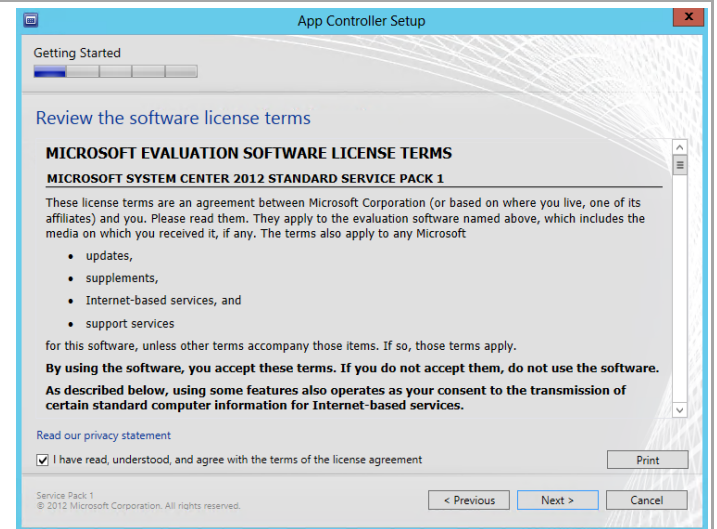 App Controller Setup
x
Getting Started
Review the software license terms
MICROSOFT EVALUATION SOFTWARE LICENSE TERMS
MICROSOFT SYSTEM CENTER 2012 STANDARD SERVICE PACK 1
These license terms are an agreement between Microsoft Corporation (or based on where you live, one of its
affiliates) and you. Please read them. They apply to the evaluation software named above, which includes the
media on which you received it, if any. The terms also apply to any Microsoft
• updates,
• supplements,
• Internet-based services, and
• support services
for this software, unless other terms accompany those items. If so, those terms apply.
By using the software, you accept these terms. If you do not accept them, do not use the software.
As described below, using some features also operates as your consent to the transmission of
certain standard computer information for Internet-based services.
Read our privacy statement
I have read, understood, and agree with the terms of the license agreement
Print
Service Pack 1
© 2012 Microsoft Corporation. All rights reserved.
< Previous
Next >
Cancel